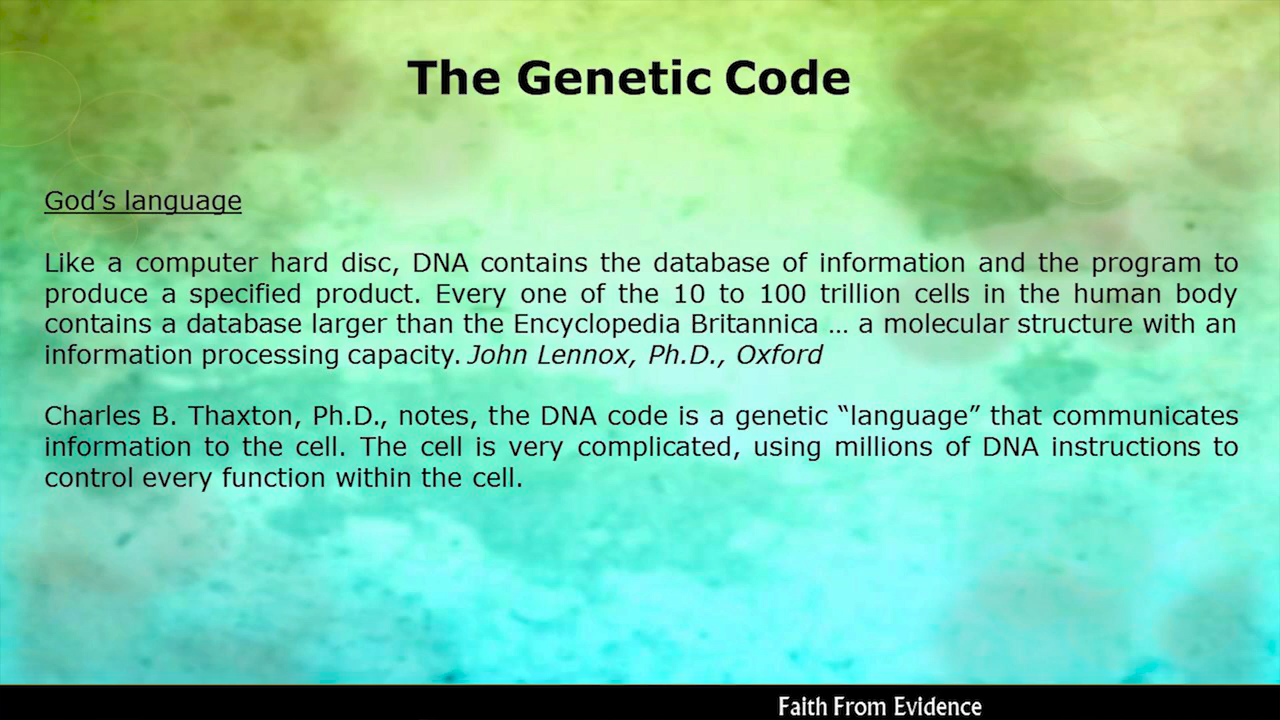 The Genetic Code
God’s language
Like a computer hard disc, DNA contains the database of information and the program to
produce a specified product. Every one of the 10 to 100 trillion cells in the human body
contains a database larger than the Encyclopedia Britannica … a molecular structure with an
information processing capacity. John Lennox, Ph.D., Oxford
Charles B. Thaxton, Ph.D., notes, the DNA code is a genetic “language” that communicates
information to the cell. The cell is very complicated, using millions of DNA instructions to
control every function within the cell.
Faith From Evidence